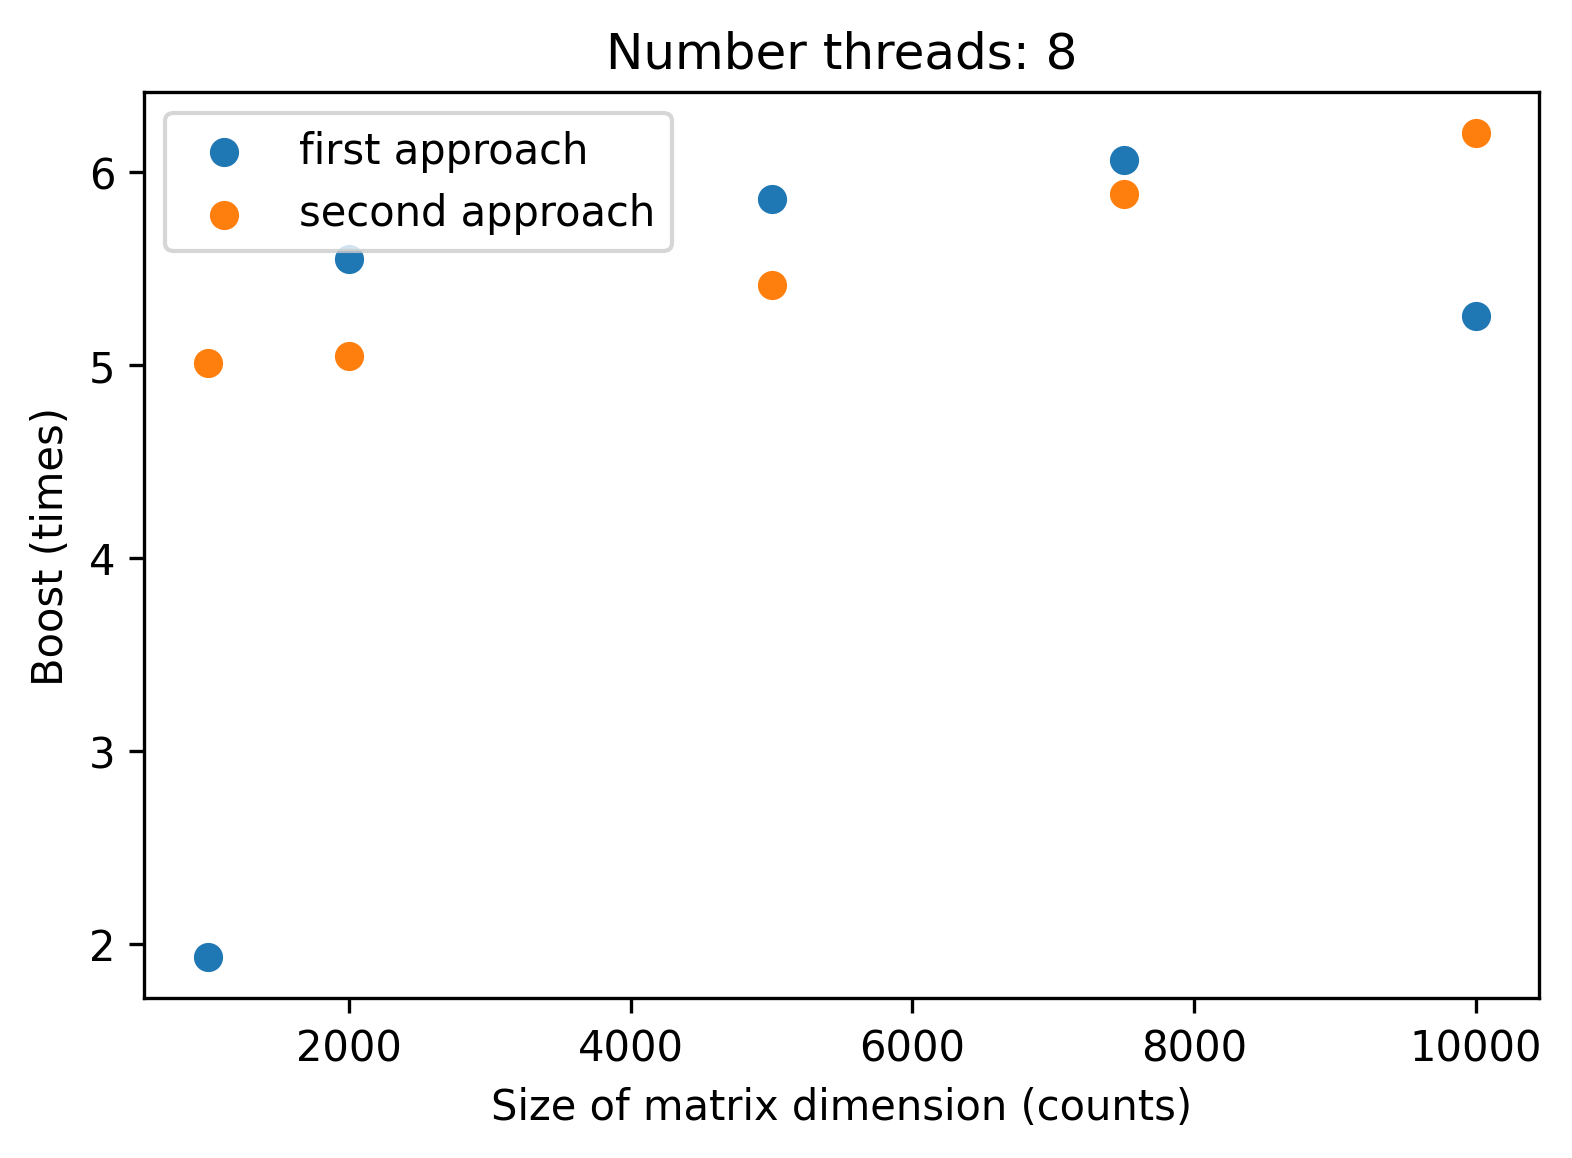 Number threads: 8
first approach
second approach
6
5
4
3
2
Boost (times)
2000 4000 6000 8000 10000
Size of matrix dimension (counts)